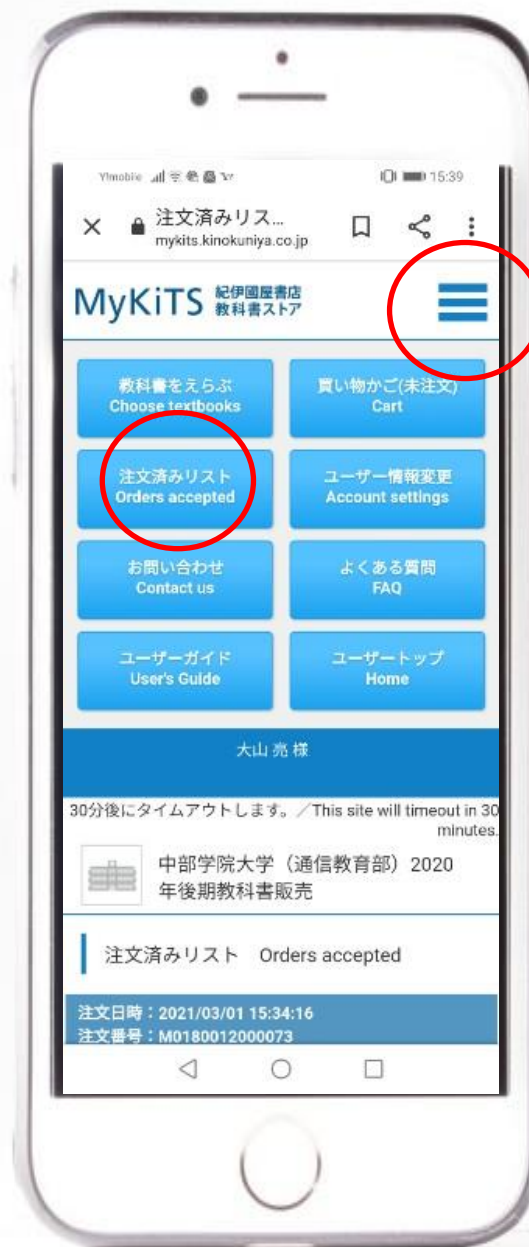 Y!mobile 15:39
注文済みリス...
mykits.kinokuniya.co.jp
MyKiTS 紀伊國屋書店
教科書ストア
教科書をえらぶ
Choose textbooks
買い物かご(未注文)
Cart
注文済みリスト
Orders accepted
ユーザー情報変更
Account settings
お問い合わせ
Contact us
よくある質問
FAQ
ユーザーガイド
User's Guide
ユーザートップ
Home
大山 亮 様
30分後にタイムアウトします。／This site will timeout in 30
minutes.
中部学院大学（通信教育部）2020
年後期教科書販売
注文済みリスト Orders accepted
注文日時：2021/03/01 15:34:16
注文番号：M0180012000073